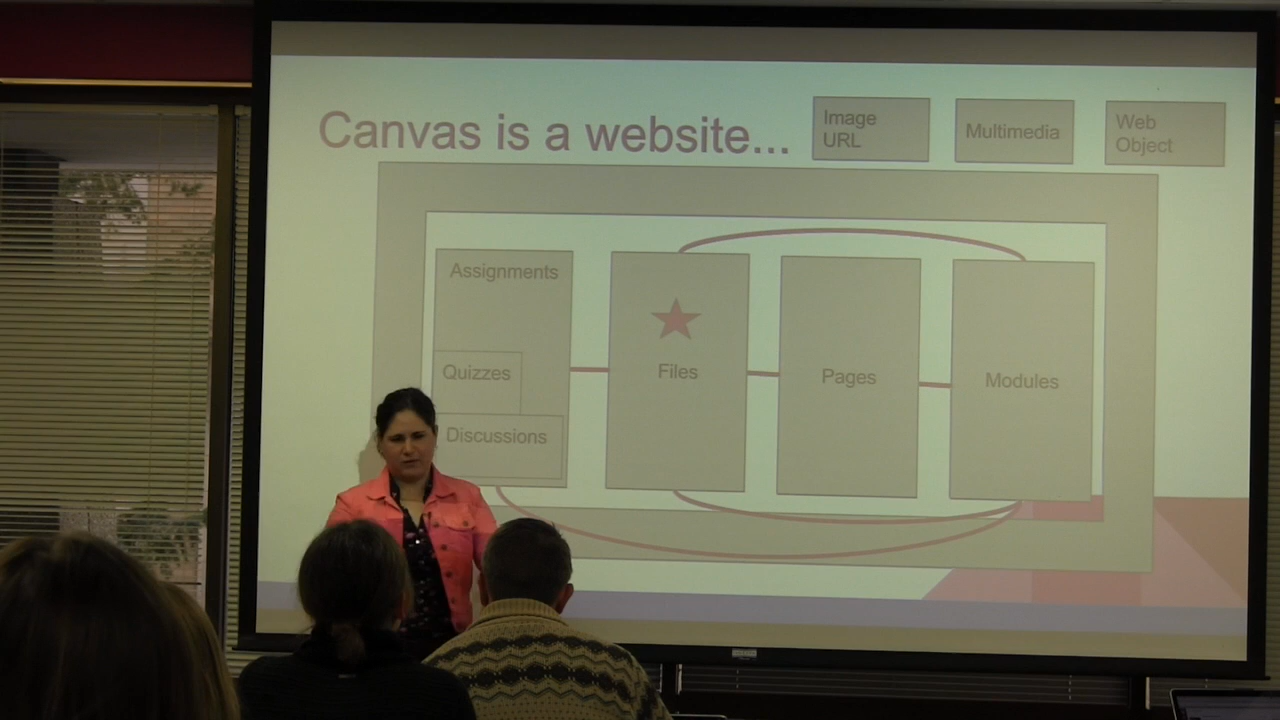 Canvas is a website...
Image
URL
Multimedia
Web
Object
Assignments
Quizzes
Discussions
Files
Pages
Modules